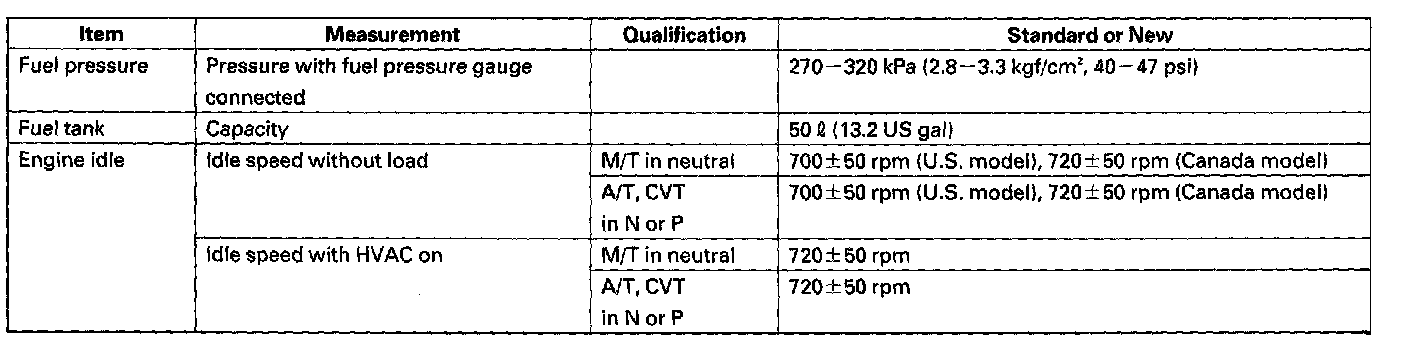 Item Measurement Qualification Standard or New
Fuel pressure Pressure with fuel pressure gauge connected 270–320 kPa (2.8–3.3 kgf/cm², 40–47 psi)
Fuel tank Capacity 50 ℓ (13.2 US gal)
Engine idle Idle speed without load M/T in neutral 700±50 rpm (U.S. model), 720±50 rpm (Canada model)
A/T, CVT in N or P 700±50 rpm (U.S. model), 720±50 rpm (Canada model)
Idle speed with HVAC on M/T in neutral 720±50 rpm
A/T, CVT in N or P 720±50 rpm